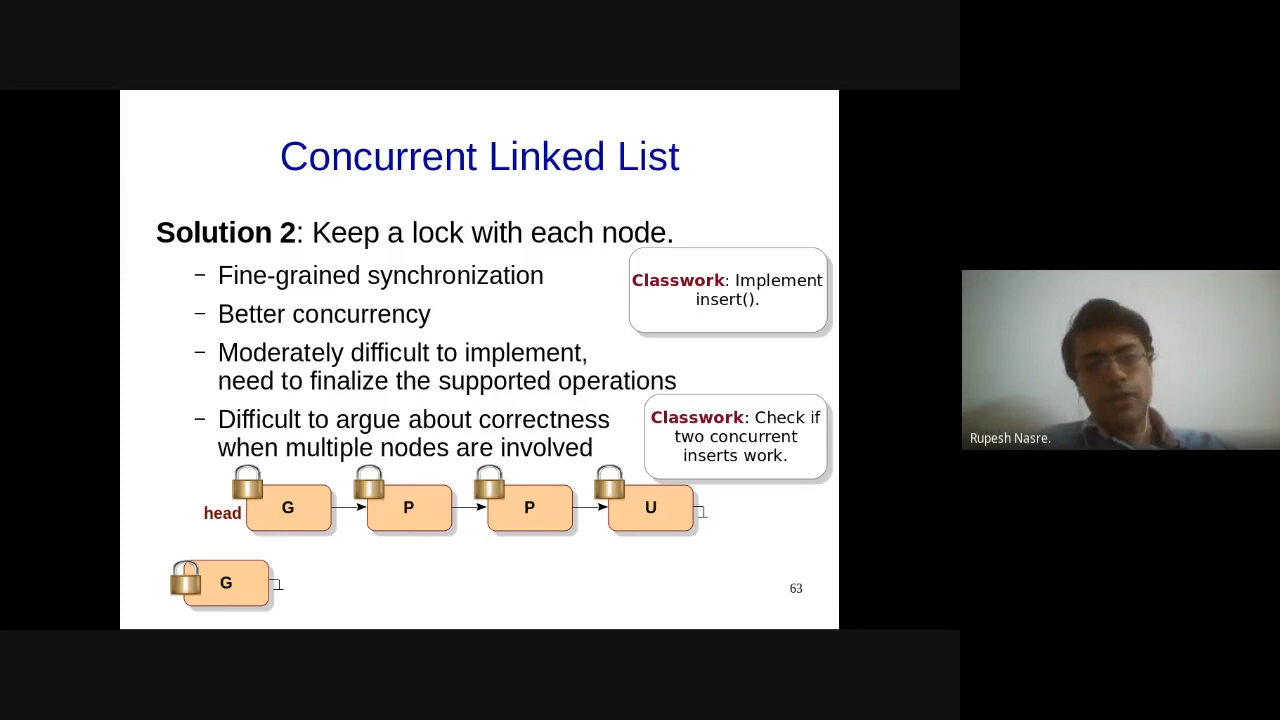 Concurrent Linked List
Solution 2: Keep a lock with each node.
– Fine-grained synchronization
– Better concurrency
– Moderately difficult to implement,
need to finalize the supported operations
– Difficult to argue about correctness
when multiple nodes are involved
Classwork: Implement
insert().
Classwork: Check if
two concurrent
inserts work.
head
G
P
P
U
G
63
Rupesh Nasre.